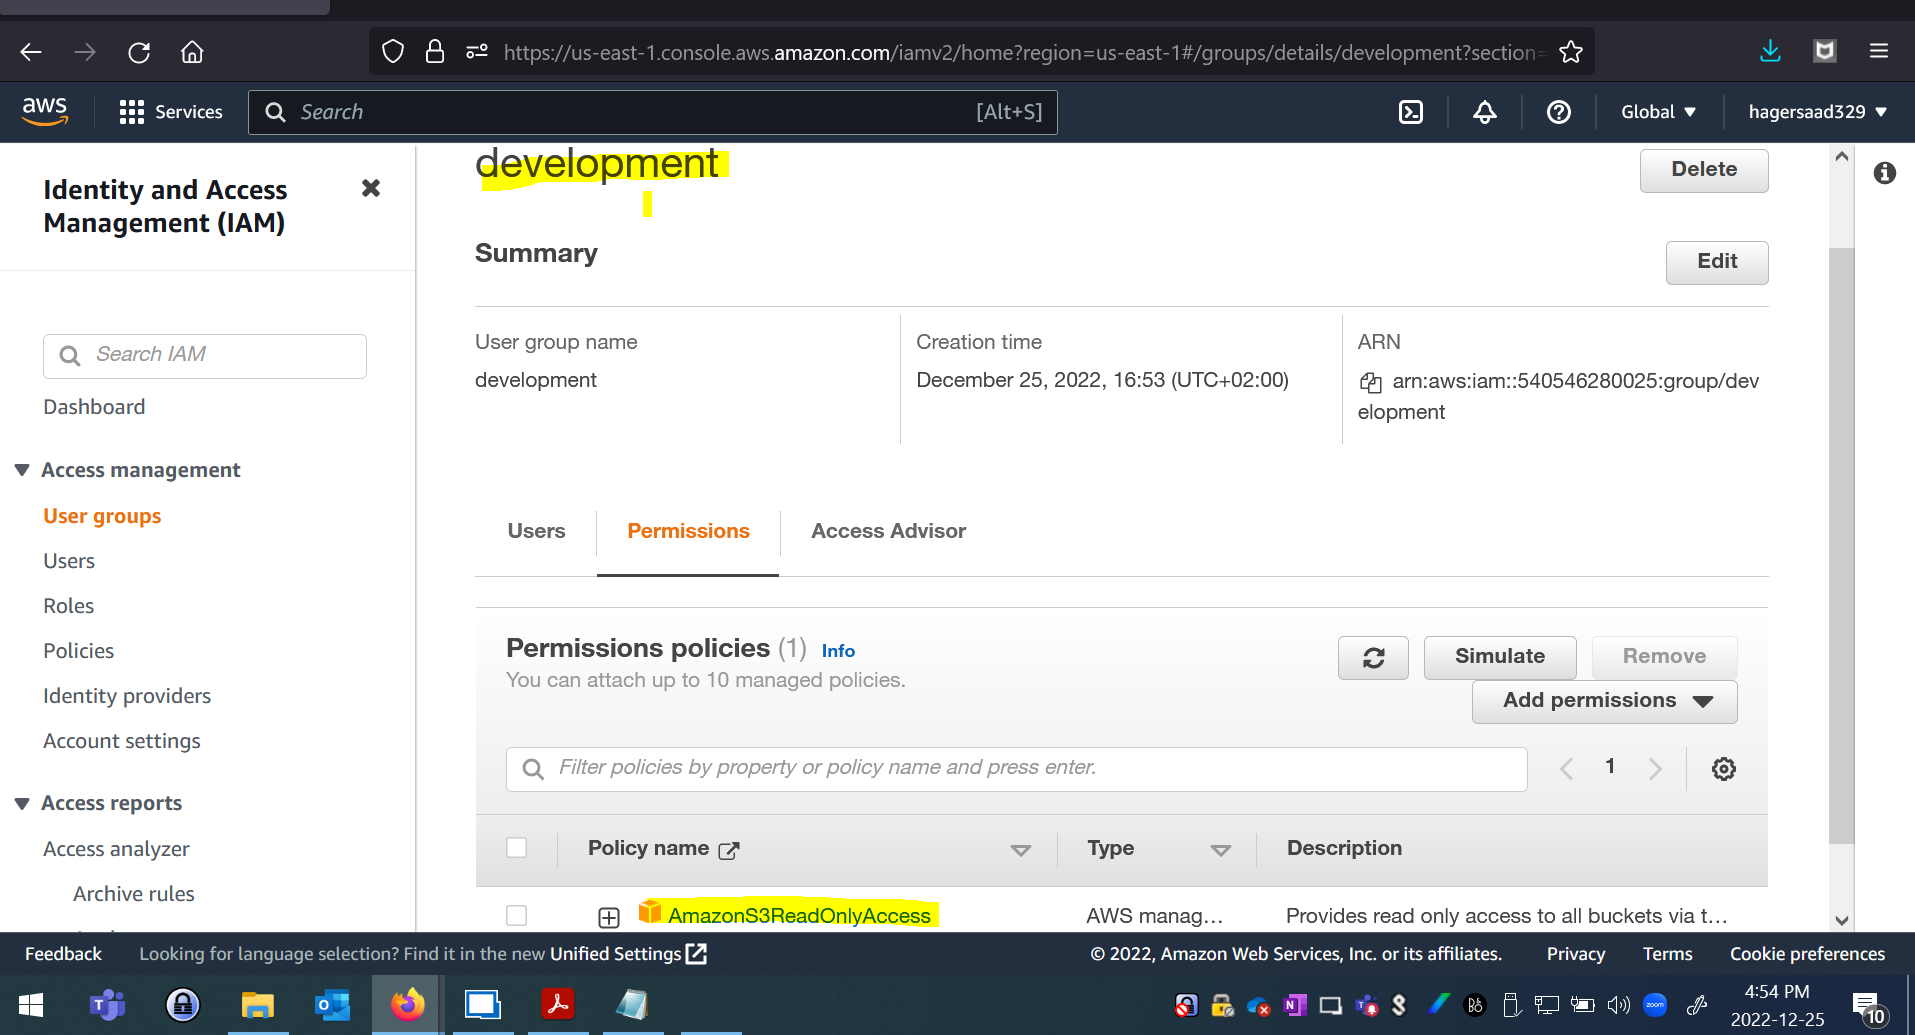 https://us-east-1.console.aws.amazon.com/iamv2/home?region=us-east-1#/groups/details/development?section=
aws
Services
Search
[Alt+S]
Global
hagersaad329
Identity and Access
Management (IAM)
Search IAM
Dashboard
Access management
User groups
Users
Roles
Policies
Identity providers
Account settings
Access reports
Access analyzer
Archive rules
development
Delete
Summary
Edit
User group name
development
Creation time
December 25, 2022, 16:53 (UTC+02:00)
ARN
arn:aws:iam::540546280025:group/dev
elopment
Users
Permissions
Access Advisor
Permissions policies (1) Info
You can attach up to 10 managed policies.
Simulate
Remove
Add permissions
Filter policies by property or policy name and press enter.
1
Policy name
Type
Description
AmazonS3ReadOnlyAccess
AWS manag...
Provides read only access to all buckets via t...
Feedback
Looking for language selection? Find it in the new Unified Settings
© 2022, Amazon Web Services, Inc. or its affiliates.
Privacy
Terms
Cookie preferences
zoom
4:54 PM
2022-12-25
10